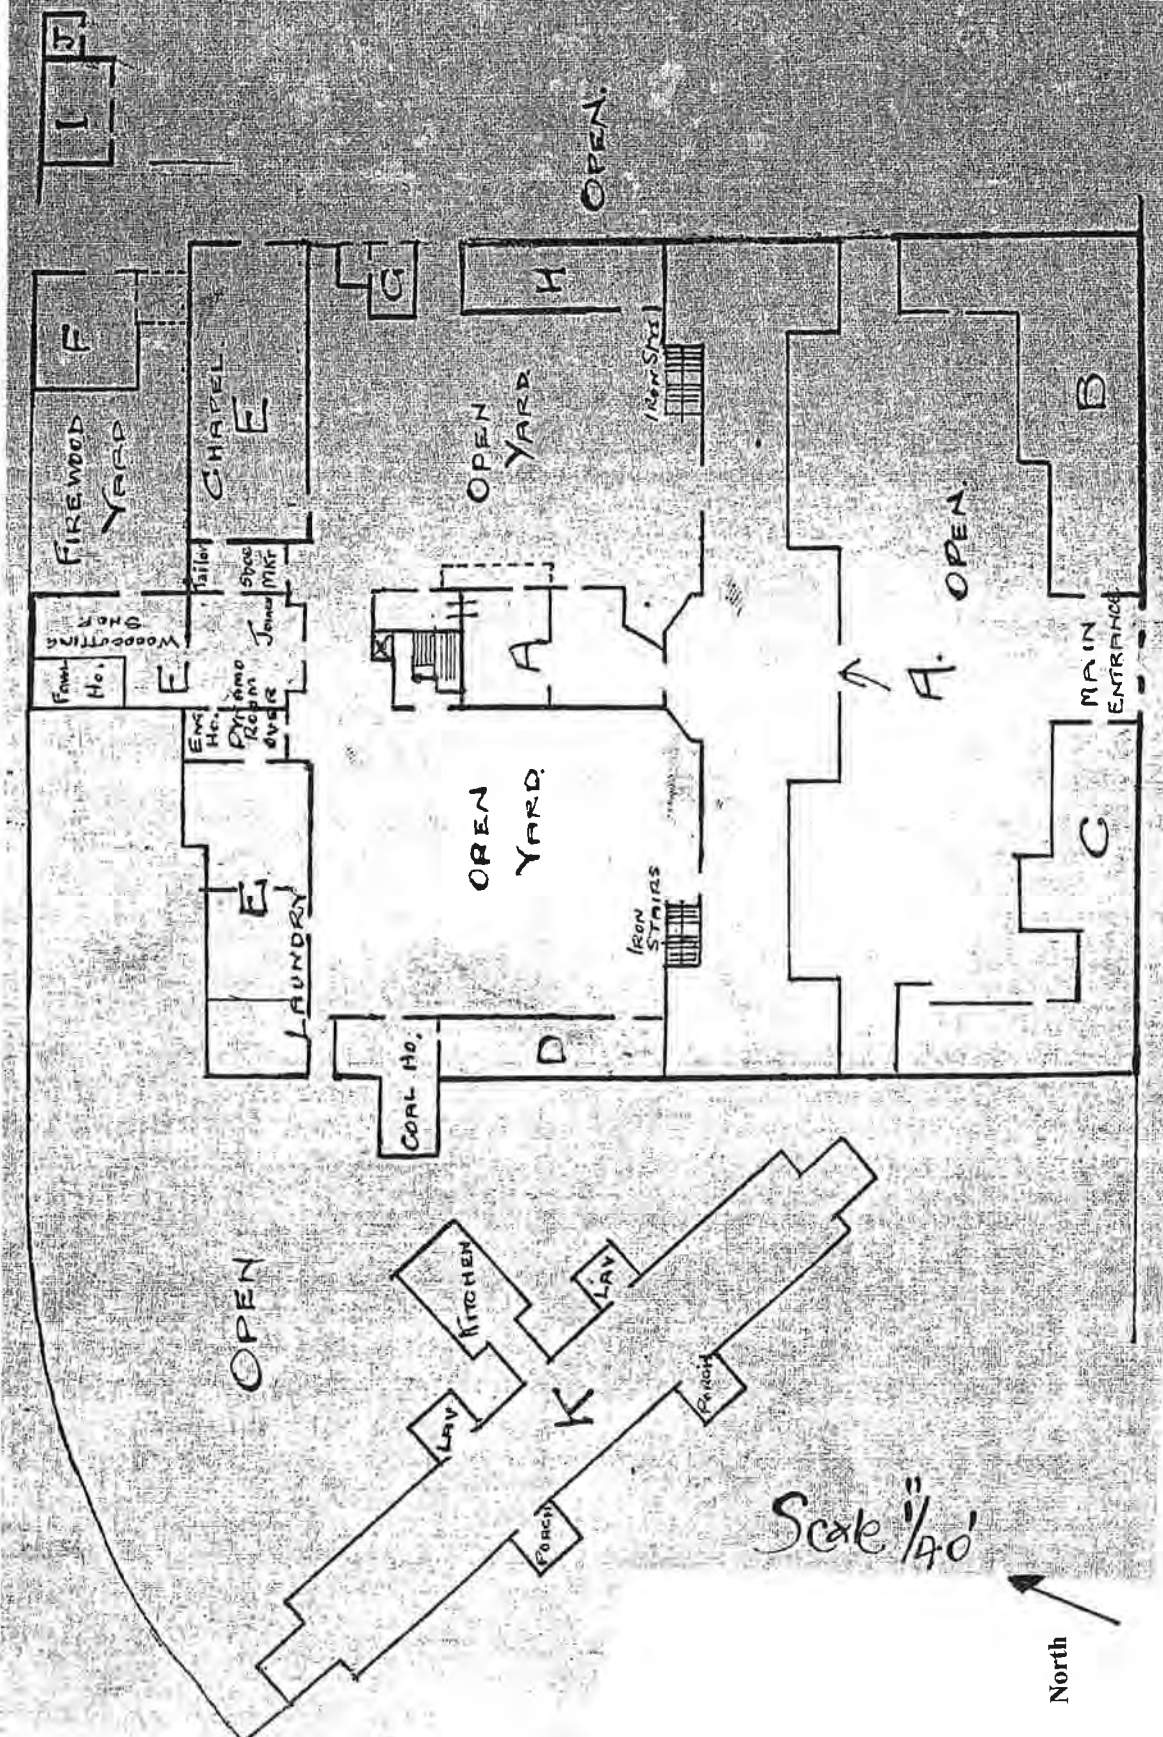 J
I
OPEN.
F
FIREWOOD
YARD
CHAPEL.
E
G
H
OPEN
YARD.
IRON STRS
B
Tailor
Shoe
Mkr
WOODCUTTING
SHOP
Fowl
Ho.
E
Joiner
ENG
Ho.
DYNAMO
ROOM
OVER
A
OPEN.
A.
MAIN
ENTRANCE
E
LAUNDRY
OPEN
YARD.
IRON
STAIRS
C
COAL HO.
D
OPEN
KITCHEN
LAV
LAV
K
PORCH
PORCH
Scale 1"/40'
North